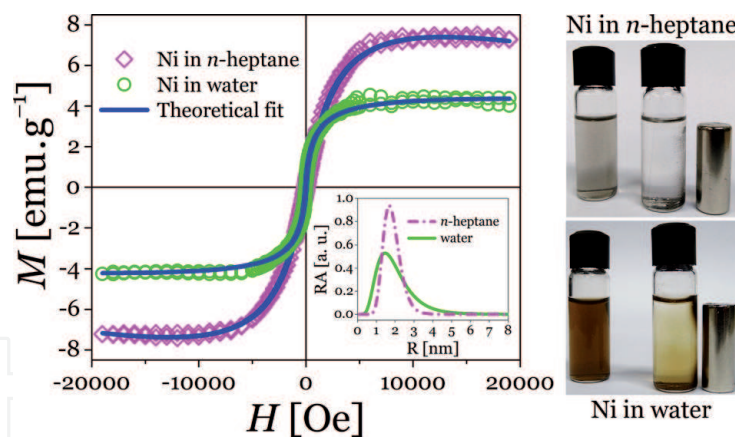 8
6
4
2
0
-2
-4
-6
-8
M [emu.g⁻¹]
Ni in n-heptane
Ni in water
Theoretical fit
1.0
0.8
0.6
0.4
0.2
0.0
RA [a. u.]
n-heptane
water
0 1 2 3 4 5 6 7 8
R [nm]
-20000 -10000 0 10000 20000
H [Oe]
Ni in n-heptane
Ni in water